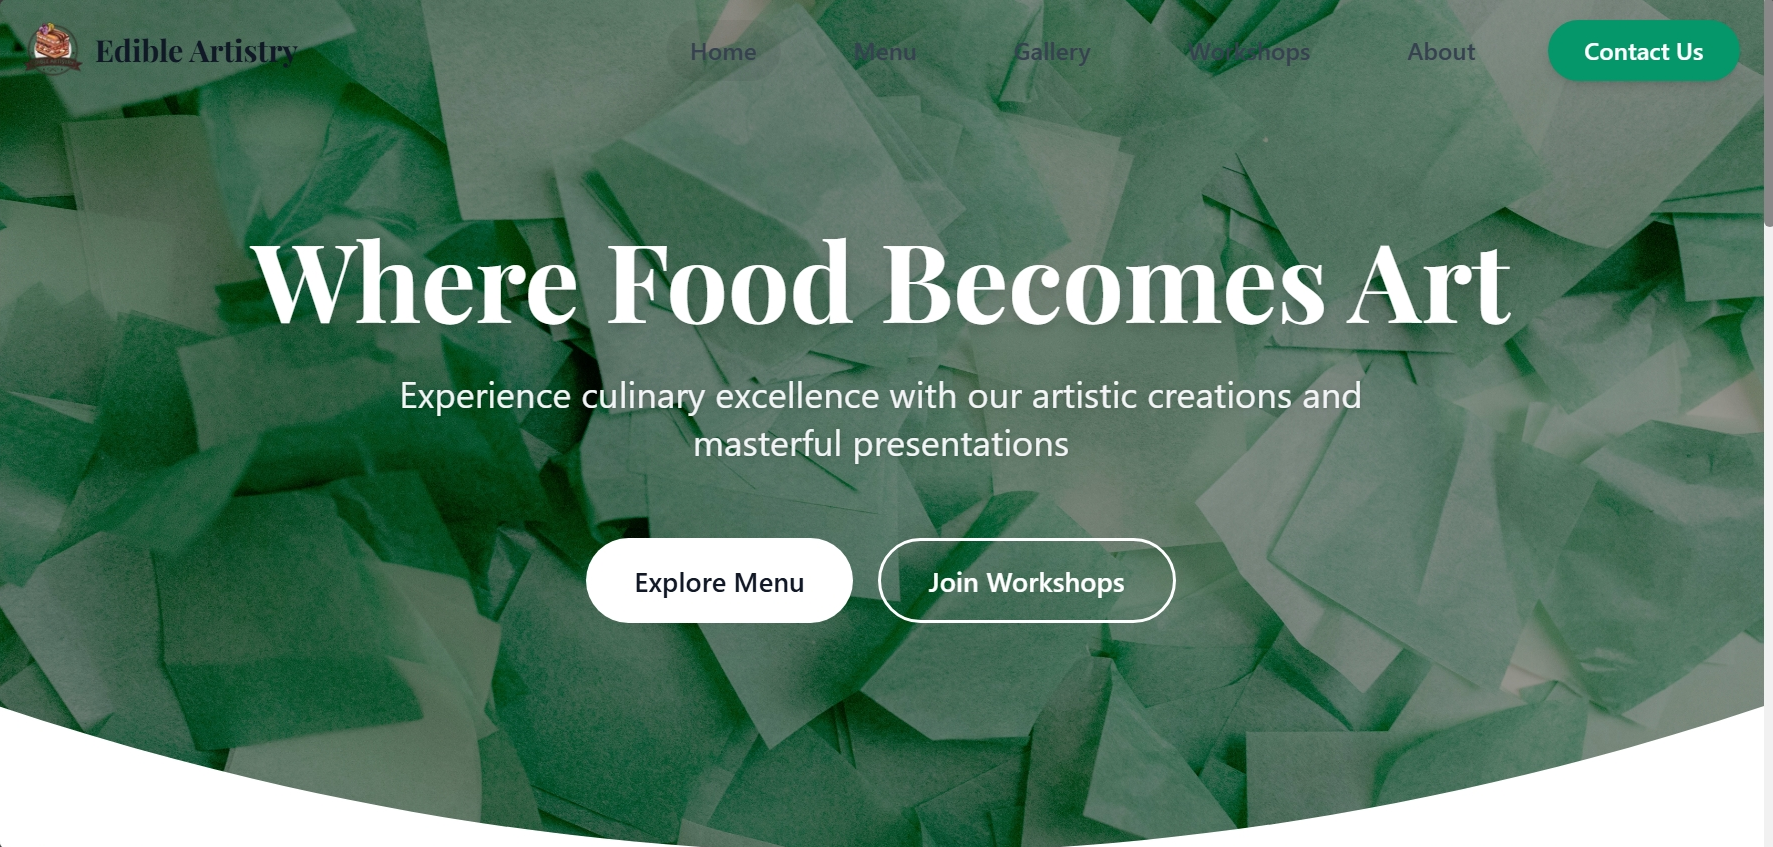 Edible Artistry
Home Menu Gallery Workshops About Contact Us
Where Food Becomes Art
Experience culinary excellence with our artistic creations and
masterful presentations
Explore Menu Join Workshops